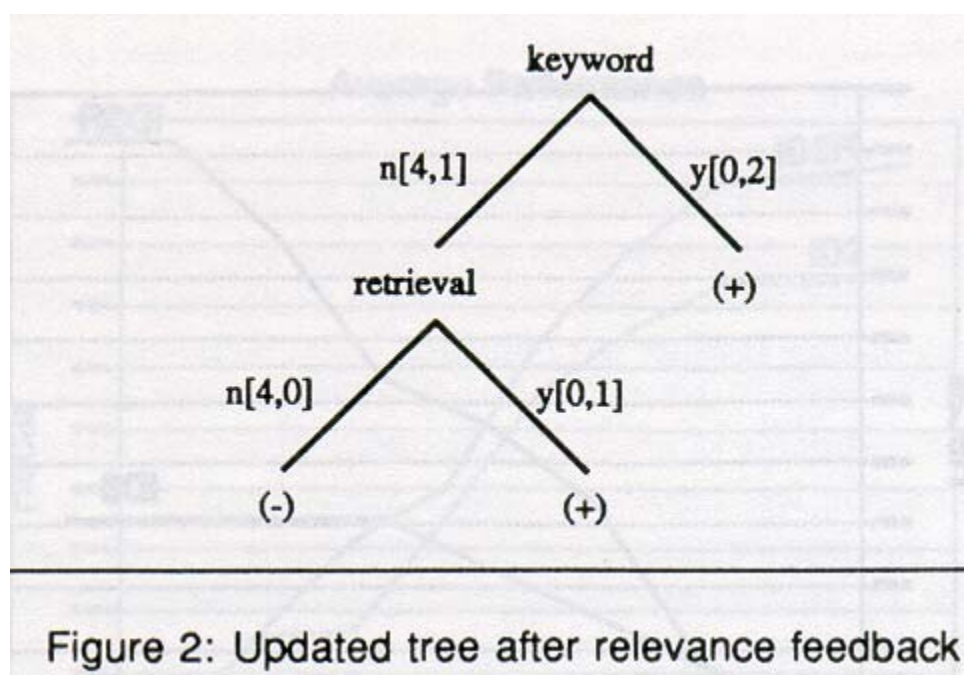 keyword
n[4,1]
y[0,2]
retrieval
(+)
n[4,0]
y[0,1]
(-)
(+)
Figure 2: Updated tree after relevance feedback